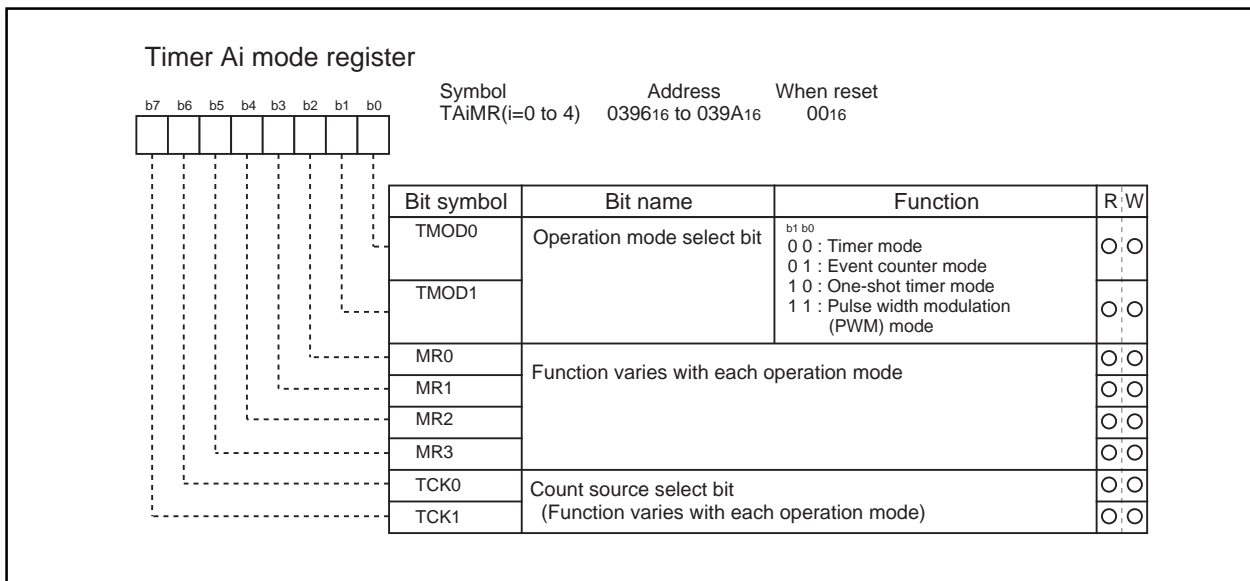 Timer Ai mode register
Symbol Address When reset
TAiMR(i=0 to 4) 039616 to 039A16 0016
b7 b6 b5 b4 b3 b2 b1 b0
Bit symbol Bit name Function R W
TMOD0 Operation mode select bit b1 b0
0 0 : Timer mode
0 1 : Event counter mode
TMOD1 1 0 : One-shot timer mode
1 1 : Pulse width modulation
(PWM) mode
MR0 Function varies with each operation mode
MR1
MR2
MR3
TCK0 Count source select bit
TCK1 (Function varies with each operation mode)